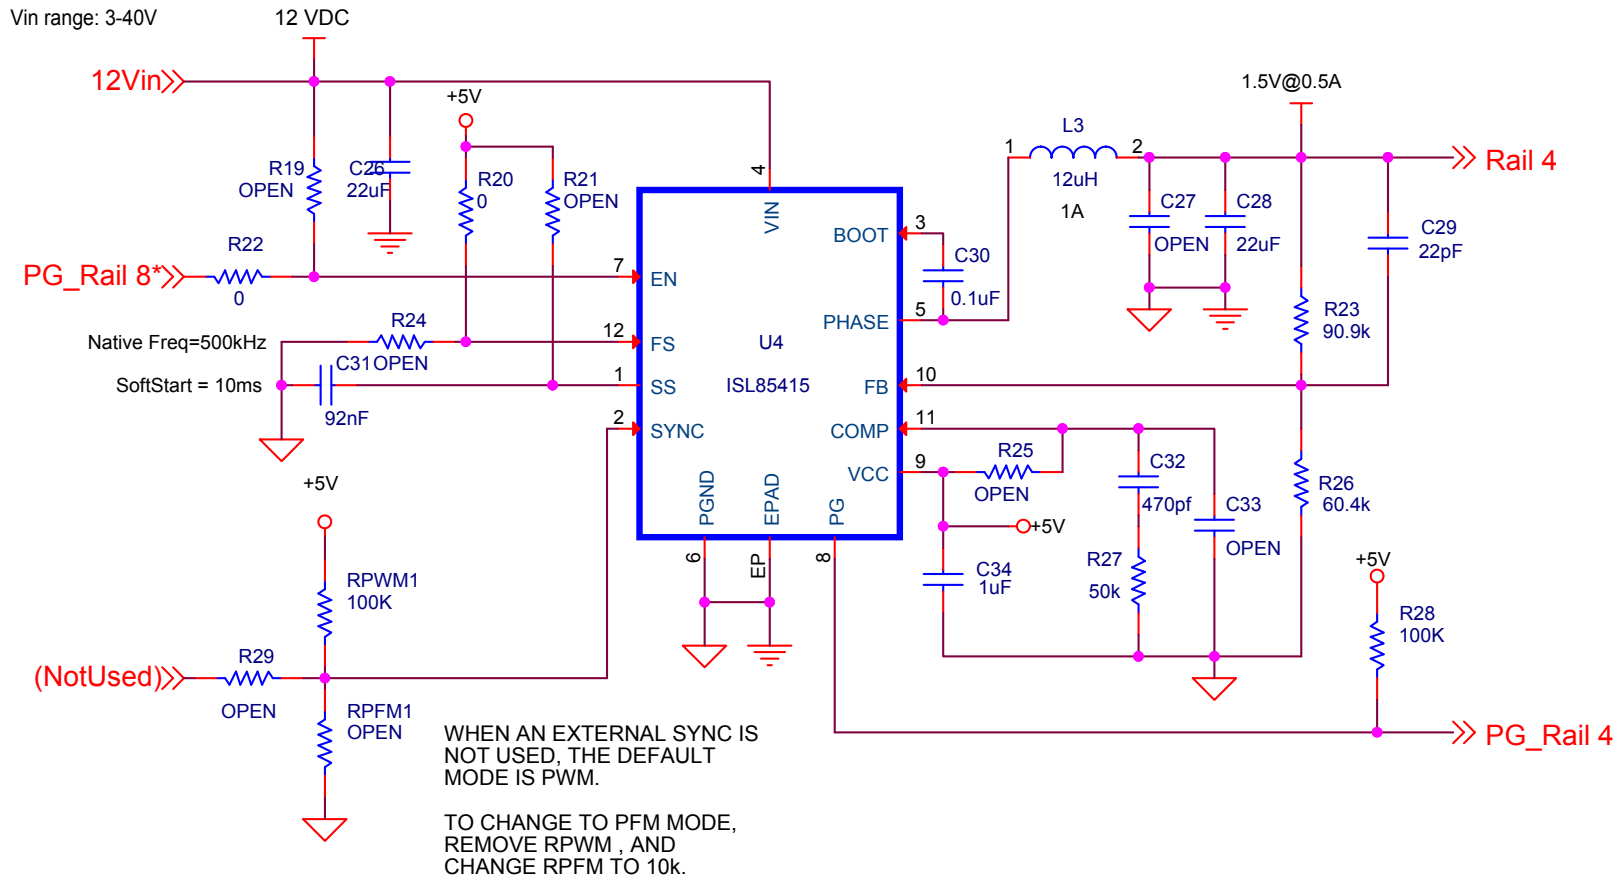 Vin range: 3-40V
12 VDC
12Vin
+5V
1.5V@0.5A
L3
1
2
12uH
1A
Rail 4
R19
OPEN
C26
22uF
R20
0
R21
OPEN
4
VIN
C27
OPEN
C28
22uF
C29
22pF
BOOT
3
C30
0.1uF
R22
0
PG_Rail 8*
7
EN
PHASE
5
R23
90.9k
R24
OPEN
Native Freq=500kHz
12
FS
U4
ISL85415
C31
92nF
SoftStart = 10ms
1
SS
FB
10
2
SYNC
COMP
11
VCC
9
R25
OPEN
C32
470pf
C33
OPEN
R26
60.4k
PGND
EPAD
PG
6
EP
8
+5V
+5V
C34
1uF
R27
50k
+5V
R28
100K
RPWM1
100K
(NotUsed)
R29
OPEN
RPFM1
OPEN
PG_Rail 4
WHEN AN EXTERNAL SYNC IS
NOT USED, THE DEFAULT
MODE IS PWM.
TO CHANGE TO PFM MODE,
REMOVE RPWM , AND
CHANGE RPFM TO 10k.